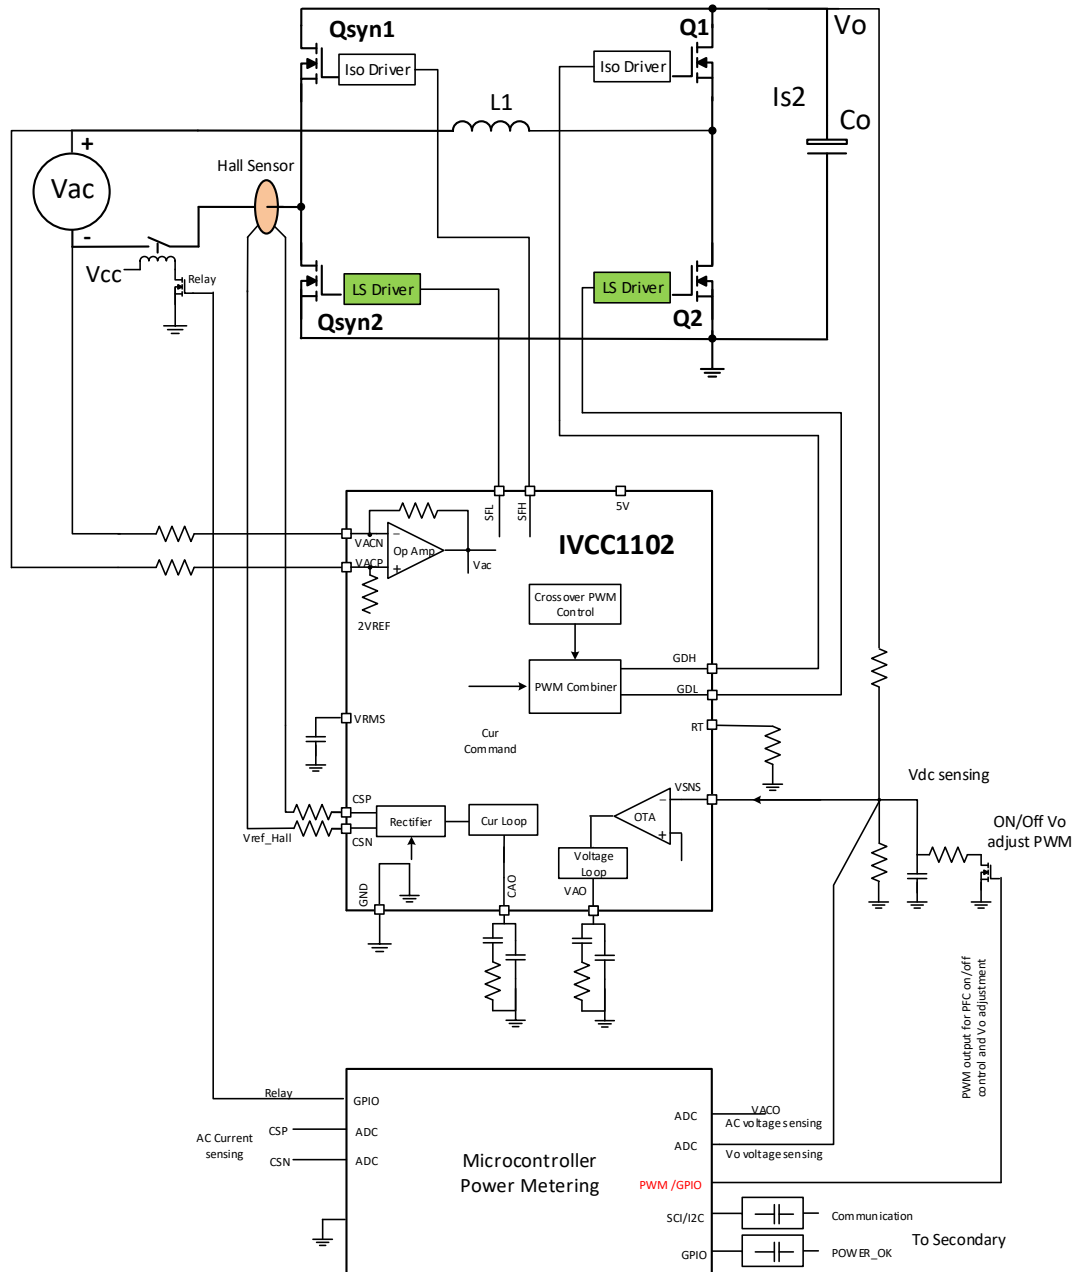 Qsyn1
Q1
Vo
Iso Driver
Iso Driver
L1
Is2
Co
+
Hall Sensor
Vac
-
Vcc
Relay
LS Driver
LS Driver
Qsyn2
Q2
SFL
SFH
5V
IVCC1102
VACN
Op Amp
VACP
Vac
2VREF
Crossover PWM
Control
GDH
PWM Combiner
GDL
VRMS
RT
Cur
Command
Vdc sensing
VSNS
CSP
Rectifier
Cur Loop
OTA
ON/Off Vo
adjust PWM
Vref_Hall
CSN
Voltage
Loop
GND
CAO
VAO
PWM output for PFC on/off
control and Vo adjustment
Relay
GPIO
VACO
ADC
AC voltage sensing
CSP
ADC
AC Current
sensing
ADC
Vo voltage sensing
CSN
ADC
Microcontroller
Power Metering
PWM /GPIO
SCI/I2C
Communication
To Secondary
GPIO
POWER_OK